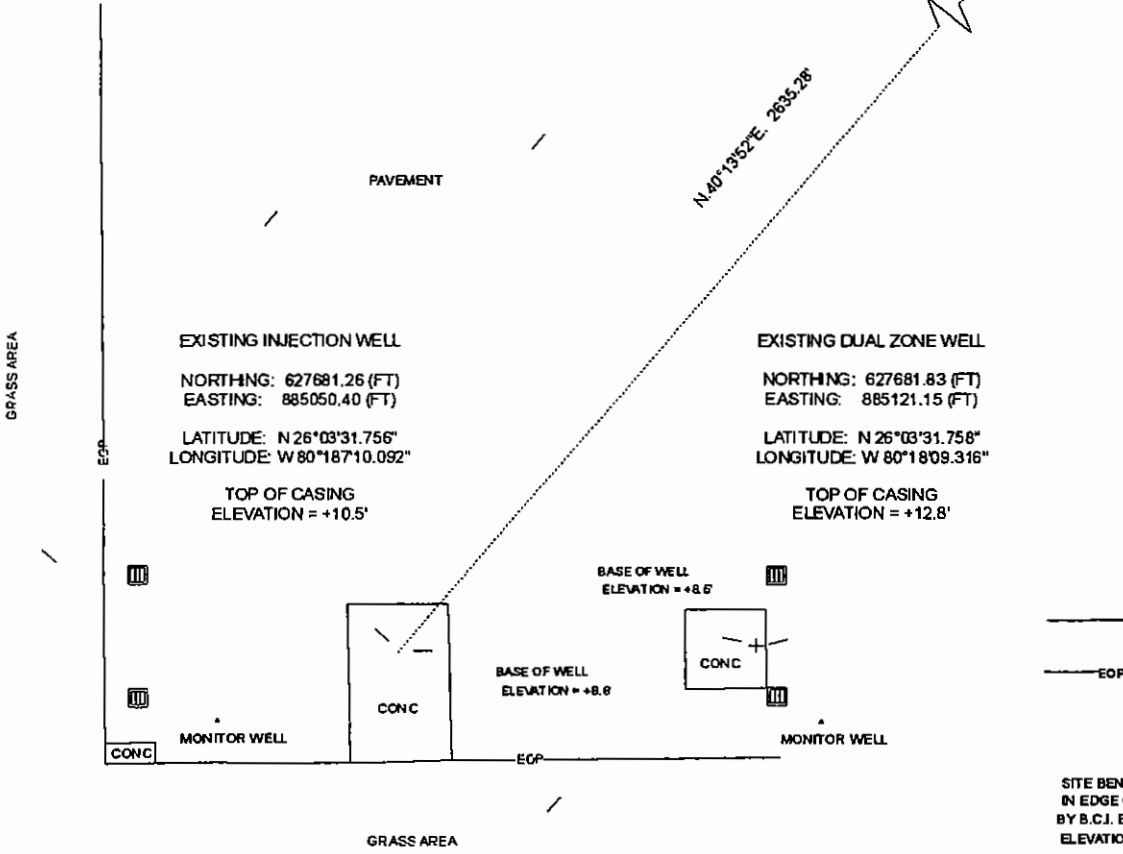 N.40°13'52"E. 2635.28'
PAVEMENT
GRASS AREA
EXISTING INJECTION WELL
NORTHING: 627681.26 (FT)
EASTING: 885050.40 (FT)
LATITUDE: N 26°03'31.756"
LONGITUDE: W 80°187'10.092"
TOP OF CASING
ELEVATION = +10.5'
EXISTING DUAL ZONE WELL
NORTHING: 627681.83 (FT)
EASTING: 885121.15 (FT)
LATITUDE: N 26°03'31.758"
LONGITUDE: W 80°18'09.316"
TOP OF CASING
ELEVATION = +12.8'
EOP
BASE OF WELL
ELEVATION =
CONC
BASE OF WELL
ELEVATION =
CONC
EOP
MONITOR WELL
CONC
EOP
MONITOR WELL
GRASS AREA
SITE BEN
IN EDGE
BY B.C.J. E
ELEVATIO